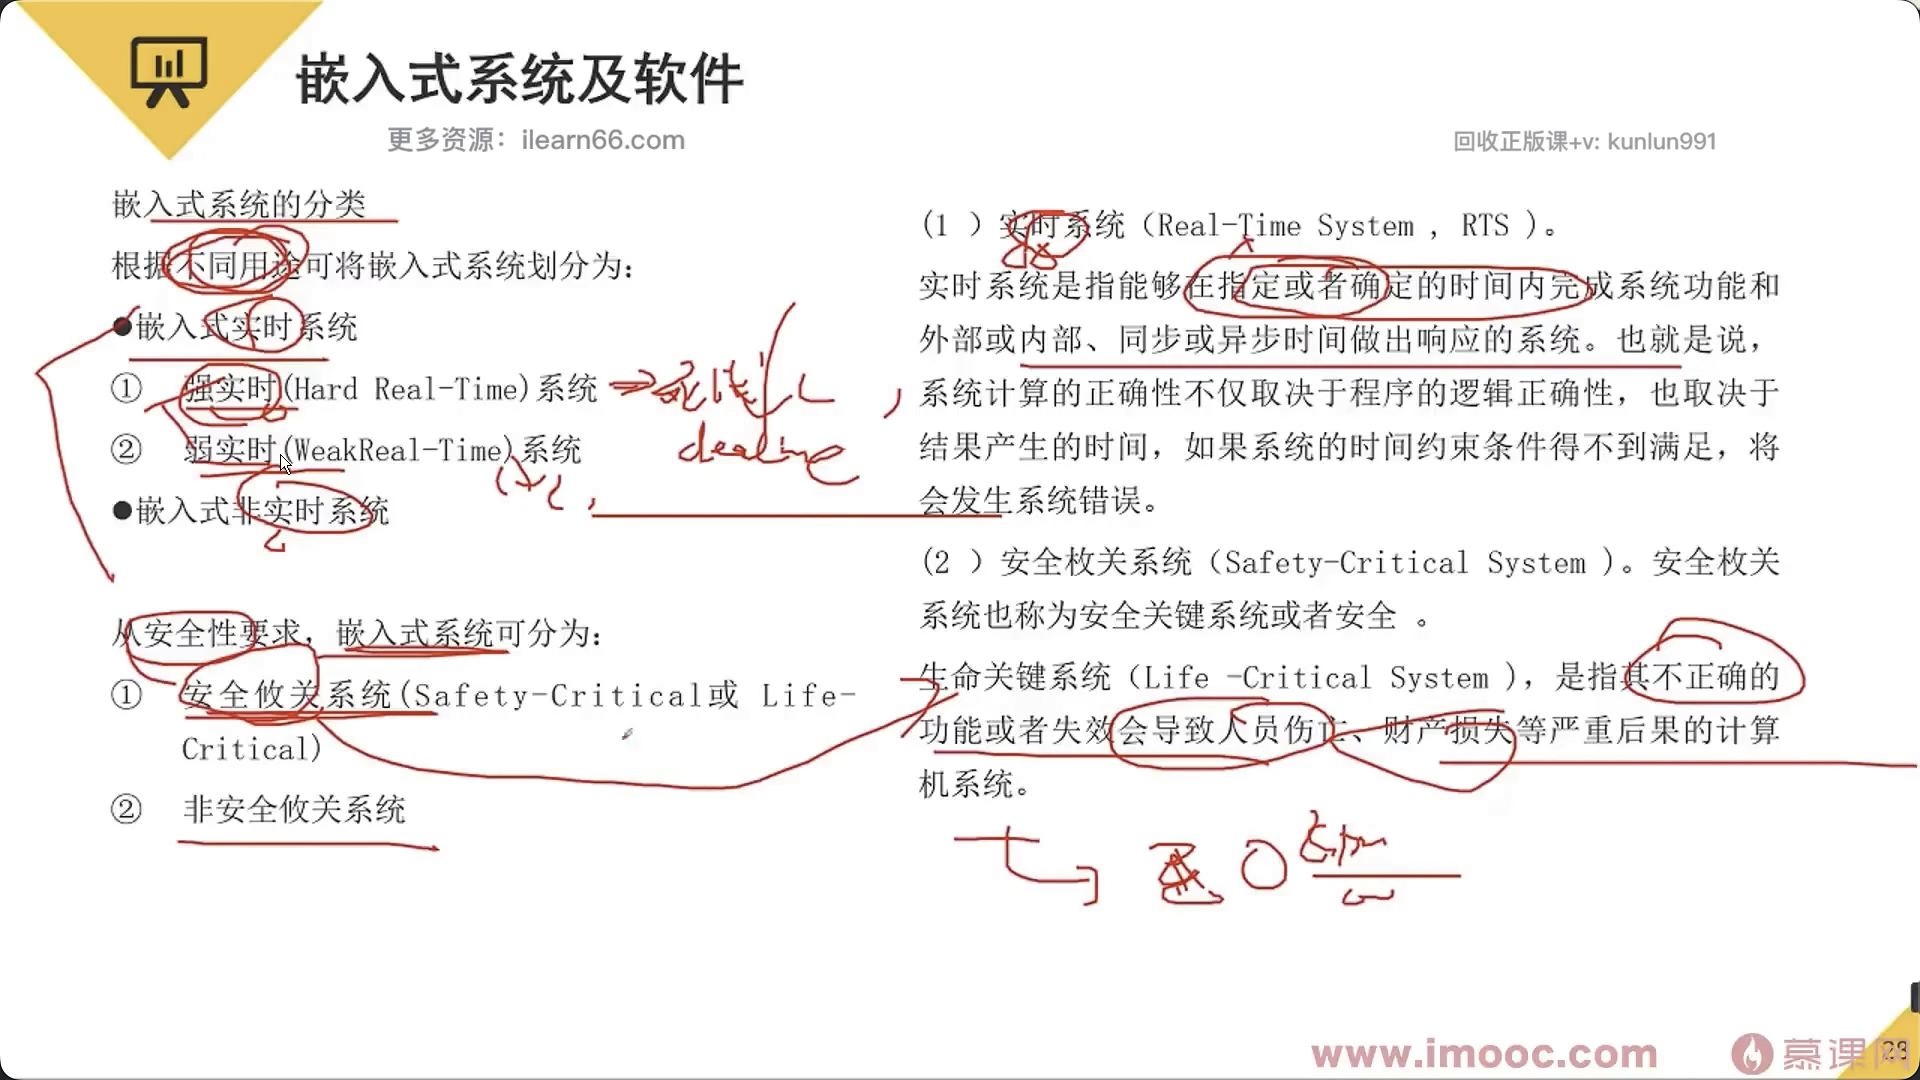 嵌入式系统及软件
更多资源：ilearn66.com
回收正版课+v: kunlun991
嵌入式系统的分类
根据不同用途可将嵌入式系统划分为：
●嵌入式实时系统
① 强实时(Hard Real-Time)系统
② 弱实时(WeakReal-Time)系统
●嵌入式非实时系统
从安全性要求，嵌入式系统可分为：
① 安全攸关系统(Safety-Critical或 Life-
Critical)
② 非安全攸关系统
(1 ）实时系统（Real-Time System , RTS )。
实时系统是指能够在指定或者确定的时间内完成系统功能和
外部或内部、同步或异步时间做出响应的系统。也就是说，
系统计算的正确性不仅取决于程序的逻辑正确性，也取决于
结果产生的时间，如果系统的时间约束条件得不到满足，将
会发生系统错误。
(2 ）安全枚关系统（Safety-Critical System )。安全枚关
系统也称为安全关键系统或者安全 。
生命关键系统（Life -Critical System )，是指其不正确的
功能或者失效会导致人员伤亡、财产损失等严重后果的计算
机系统。
www.imooc.com
慕课网
28